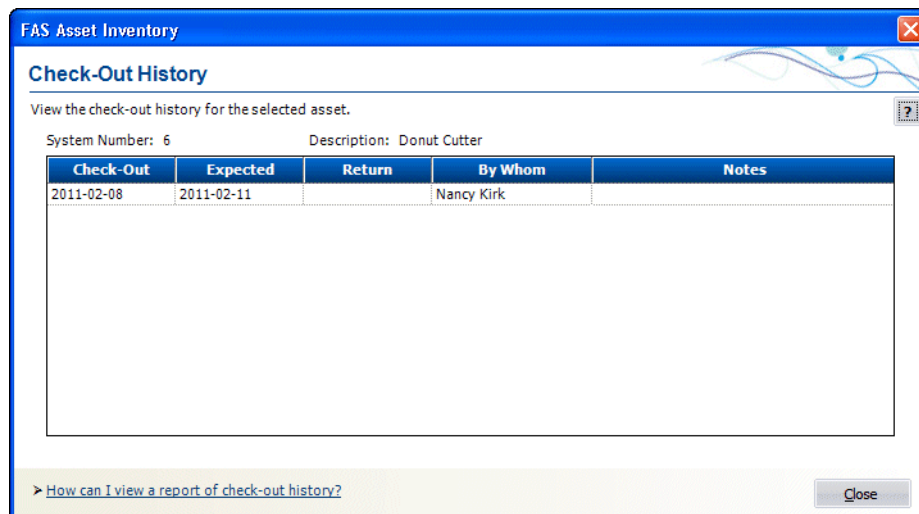 FAS Asset Inventory
Check-Out History
View the check-out history for the selected asset.
?
System Number: 6 Description: Donut Cutter
Check-Out Expected Return By Whom Notes
2011-02-08 2011-02-11 Nancy Kirk
How can I view a report of check-out history?
Close